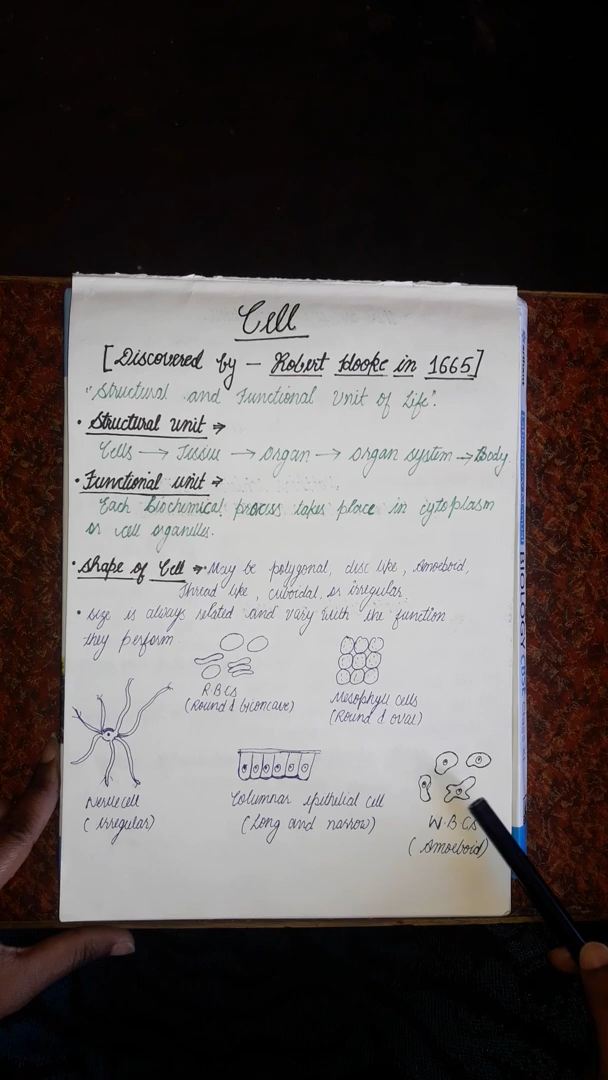 Cell
[Discovered by - Robert Hooke in 1665]
"Structural and Functional Unit of Life".
• Structural unit ⇒
Cells → Tissue → Organ → Organ system → Body
• Functional unit ⇒
Each biochemical process takes place in cytoplasm
or cell organelles.
• Shape of Cell ⇒ May be polygonal, disc like, Amoeboid,
Thread like, cuboidal or irregular.
• size is always related and vary with the function
they perform
R.B.Cs
(Round & biconcave)
Mesophyll cells
(Round & oval)
Nerve cell
(irregular)
Columnar epithelial cell
(Long and narrow)
W.B.Cs
(Amoeboid)
BIOLOGY CBSE